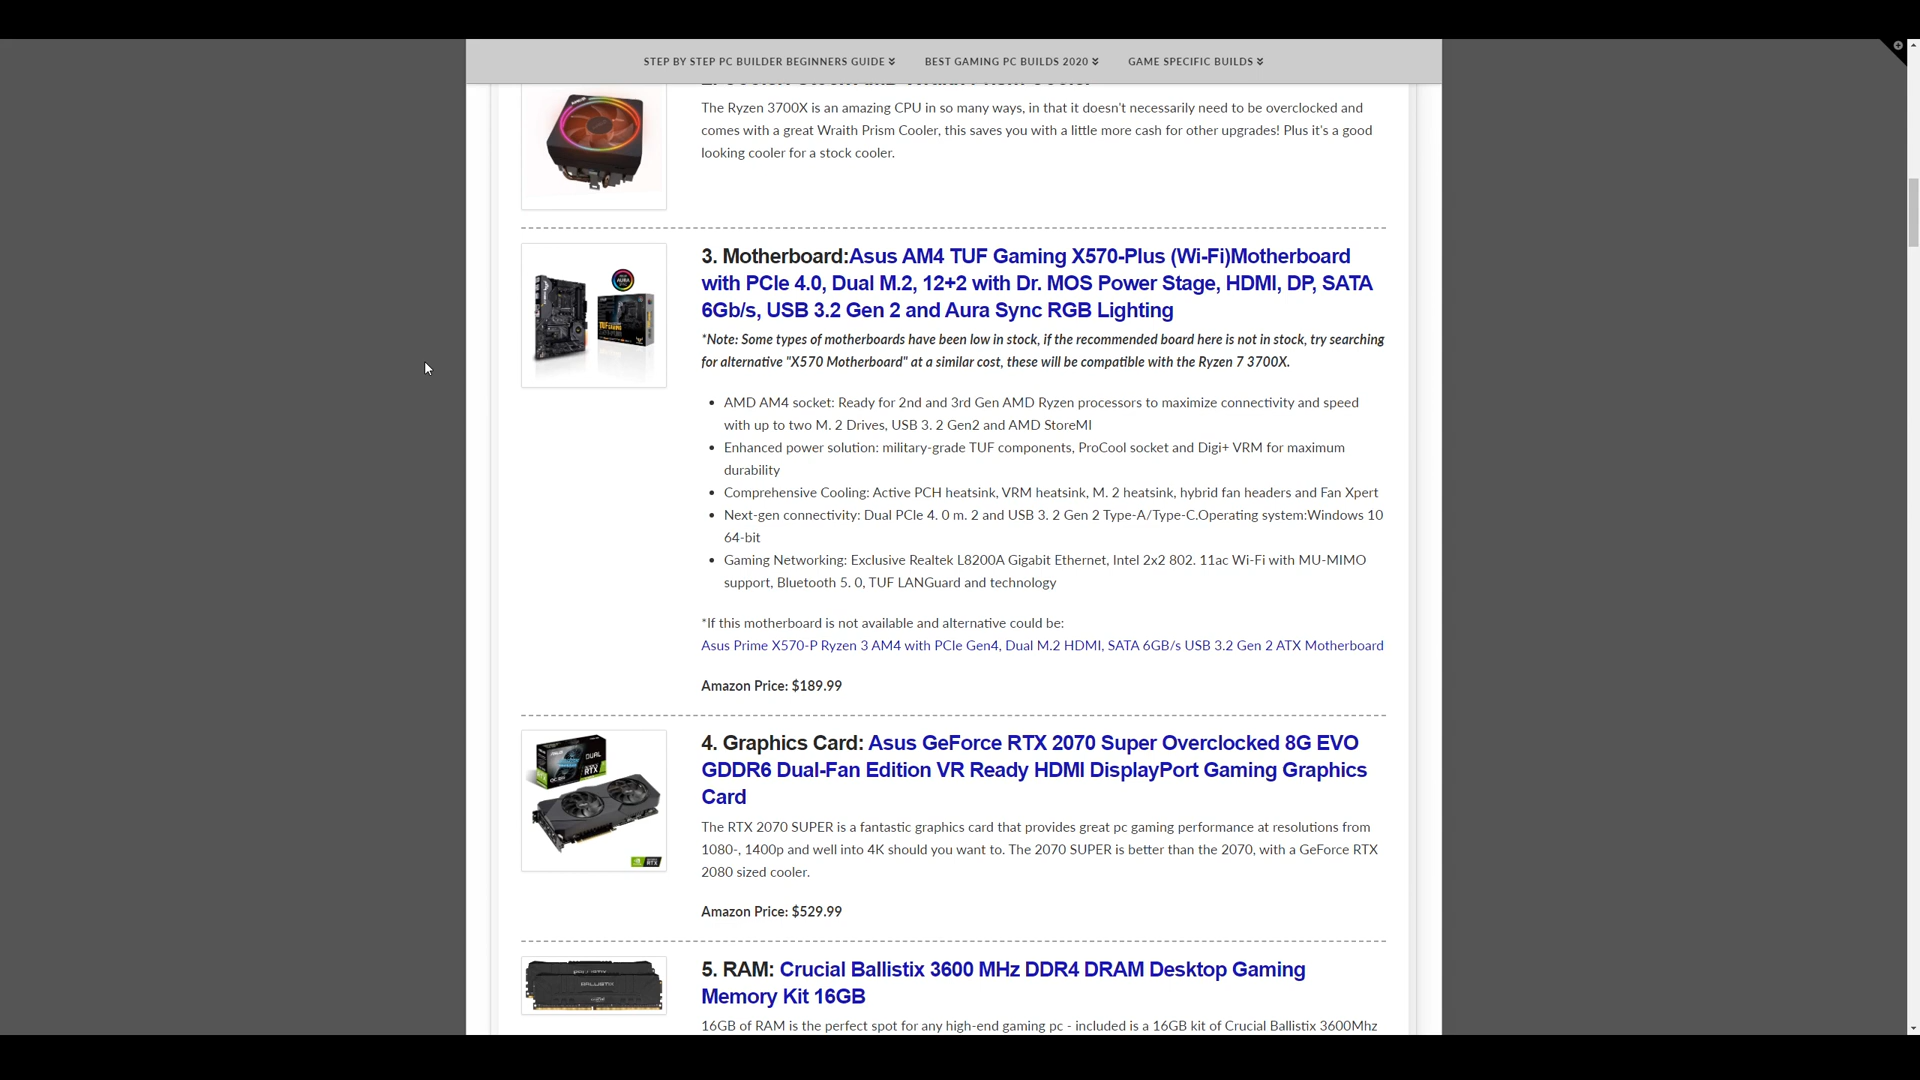 STEP BY STEP PC BUILDER BEGINNERS GUIDE
BEST GAMING PC BUILDS 2020
GAME SPECIFIC BUILDS
The Ryzen 3700X is an amazing CPU in so many ways, in that it doesn't necessarily need to be overclocked and
comes with a great Wraith Prism Cooler, this saves you with a little more cash for other upgrades! Plus it's a good
looking cooler for a stock cooler.
3. Motherboard:Asus AM4 TUF Gaming X570-Plus (Wi-Fi)Motherboard
with PCIe 4.0, Dual M.2, 12+2 with Dr. MOS Power Stage, HDMI, DP, SATA
6Gb/s, USB 3.2 Gen 2 and Aura Sync RGB Lighting
*Note: Some types of motherboards have been low in stock, if the recommended board here is not in stock, try searching
for alternative "X570 Motherboard" at a similar cost, these will be compatible with the Ryzen 7 3700X.
• AMD AM4 socket: Ready for 2nd and 3rd Gen AMD Ryzen processors to maximize connectivity and speed
with up to two M. 2 Drives, USB 3. 2 Gen2 and AMD StoreMI
• Enhanced power solution: military-grade TUF components, ProCool socket and Digi+ VRM for maximum
durability
• Comprehensive Cooling: Active PCH heatsink, VRM heatsink, M. 2 heatsink, hybrid fan headers and Fan Xpert
• Next-gen connectivity: Dual PCIe 4. 0 m. 2 and USB 3. 2 Gen 2 Type-A/Type-C.Operating system:Windows 10
64-bit
• Gaming Networking: Exclusive Realtek L8200A Gigabit Ethernet, Intel 2x2 802. 11ac Wi-Fi with MU-MIMO
support, Bluetooth 5. 0, TUF LANGuard and technology
*If this motherboard is not available and alternative could be:
Asus Prime X570-P Ryzen 3 AM4 with PCIe Gen4, Dual M.2 HDMI, SATA 6GB/s USB 3.2 Gen 2 ATX Motherboard
Amazon Price: $189.99
DUAL
RTX
4. Graphics Card: Asus GeForce RTX 2070 Super Overclocked 8G EVO
GDDR6 Dual-Fan Edition VR Ready HDMI DisplayPort Gaming Graphics
Card
The RTX 2070 SUPER is a fantastic graphics card that provides great pc gaming performance at resolutions from
1080-, 1400p and well into 4K should you want to. The 2070 SUPER is better than the 2070, with a GeForce RTX
2080 sized cooler.
Amazon Price: $529.99
BALLISTIX
5. RAM: Crucial Ballistix 3600 MHz DDR4 DRAM Desktop Gaming
Memory Kit 16GB
16GB of RAM is the perfect spot for any high-end gaming pc - included is a 16GB kit of Crucial Ballistix 3600Mhz